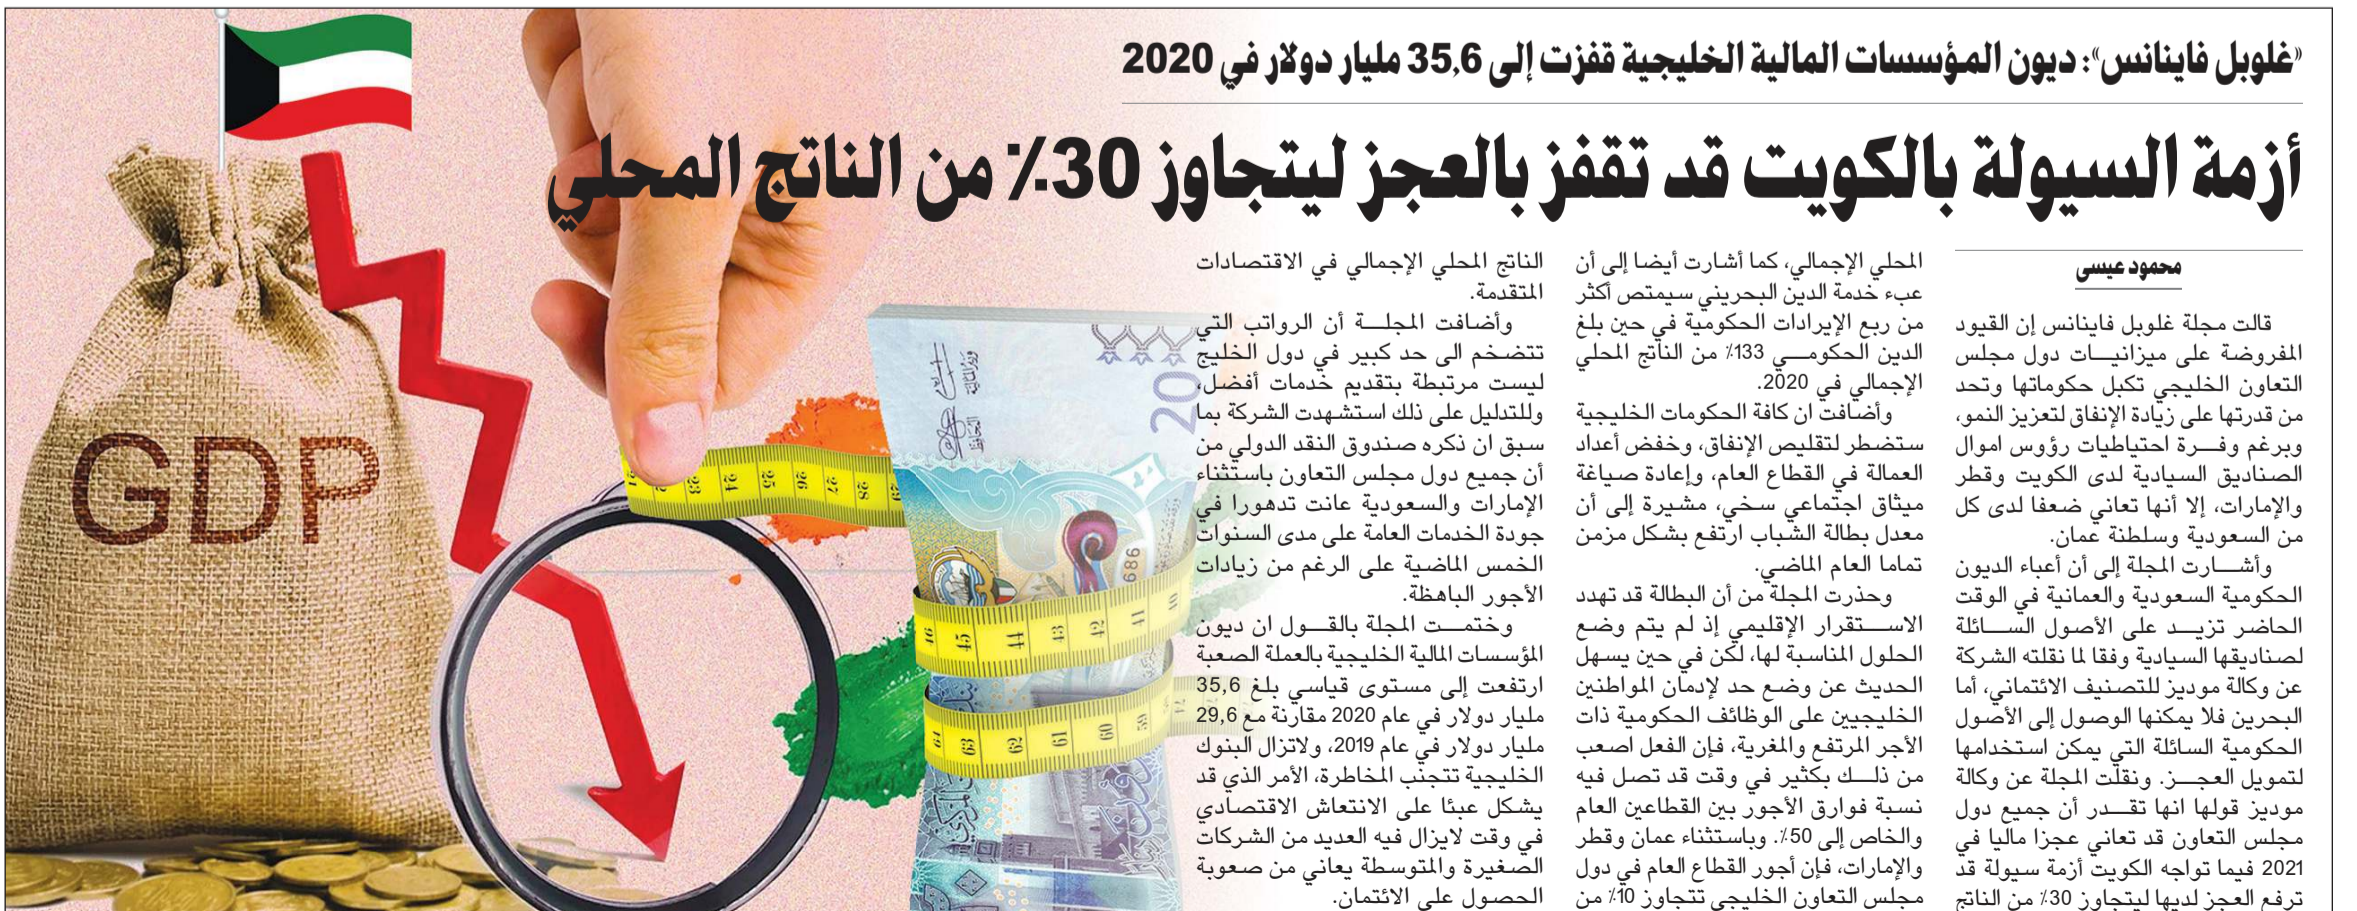 «غلوبل فاينانس»: ديون المؤسسات المالية الخليجية قفزت إلى 35,6 مليار دولار في 2020
أزمة السيولة بالكويت قد تقفز بالعجز ليتجاوز 30٪ من الناتج المحلي
محمود عيسى
قالت مجلة غلوبل فاينانس إن القيود
المفروضة على ميزانيـــات دول مجلس
التعاون الخليجي تكبل حكوماتها وتحد
من قدرتها على زيادة الإنفاق لتعزيز النمو،
وبرغم وفـــرة احتياطيات رؤوس اموال
الصناديق السيادية لدى الكويت وقطر
والإمارات، إلا أنها تعاني ضعفا لدى كل
من السعودية وسلطنة عمان.
وأشـــارت المجلة إلى أن أعباء الديون
الحكومية السعودية والعمانية في الوقت
الحاضر تزيـــد على الأصول الســـائلة
لصناديقها السيادية وفقا لما نقلته الشركة
عن وكالة موديز للتصنيف الائتماني، أما
البحرين فلا يمكنها الوصول إلى الأصول
الحكومية السائلة التي يمكن استخدامها
لتمويل العجـــز. ونقلت المجلة عن وكالة
موديز قولها انها تقـــدر أن جميع دول
مجلس التعاون قد تعاني عجزا ماليا في
2021 فيما تواجه الكويت أزمة سيولة قد
ترفع العجز لديها ليتجاوز 30٪ من الناتج
المحلي الإجمالي، كما أشارت أيضا إلى أن
عبء خدمة الدين البحريني سيمتص أكثر
من ربع الإيرادات الحكومية في حين بلغ
الدين الحكومـــي 133٪ من الناتج المحلي
الإجمالي في 2020.
وأضافت ان كافة الحكومات الخليجية
ستضطر لتقليص الإنفاق، وخفض أعداد
العمالة في القطاع العام، وإعادة صياغة
ميثاق اجتماعي سخي، مشيرة إلى أن
معدل بطالة الشباب ارتفع بشكل مزمن
تماما العام الماضي.
وحذرت المجلة من أن البطالة قد تهدد
الاســـتقرار الإقليمي إذ لم يتم وضع
الحلول المناسبة لها، لكن في حين يسهل
الحديث عن وضع حد لإدمان المواطنين
الخليجيين على الوظائف الحكومية ذات
الأجر المرتفع والمغرية، فإن الفعل اصعب
من ذلـــك بكثير في وقت قد تصل فيه
نسبة فوارق الأجور بين القطاعين العام
والخاص إلى 50٪. وباستثناء عمان وقطر
والإمارات، فإن أجور القطاع العام في دول
مجلس التعاون الخليجي تتجاوز 10٪ من
الناتج المحلي الإجمالي في الاقتصادات
المتقدمة.
وأضافت المجلـــة أن الرواتب التي
تتضخم الى حد كبير في دول الخليج
ليست مرتبطة بتقديم خدمات أفضل،
وللتدليل على ذلك استشهدت الشركة بما
سبق ان ذكره صندوق النقد الدولي من
أن جميع دول مجلس التعاون باستثناء
الإمارات والسعودية عانت تدهورا في
جودة الخدمات العامة على مدى السنوات
الخمس الماضية على الرغم من زيادات
الأجور الباهظة.
وختمـــت المجلة بالقـــول ان ديون
المؤسسات المالية الخليجية بالعملة الصعبة
ارتفعت إلى مستوى قياسي بلغ 35,6
مليار دولار في عام 2020 مقارنة مع 29,6
مليار دولار في عام 2019، ولاتزال البنوك
الخليجية تتجنب المخاطرة، الأمر الذي قد
يشكل عبئا على الانتعاش الاقتصادي
في وقت لايزال فيه العديد من الشركات
الصغيرة والمتوسطة يعاني من صعوبة
الحصول على الائتمان.
GDP
20